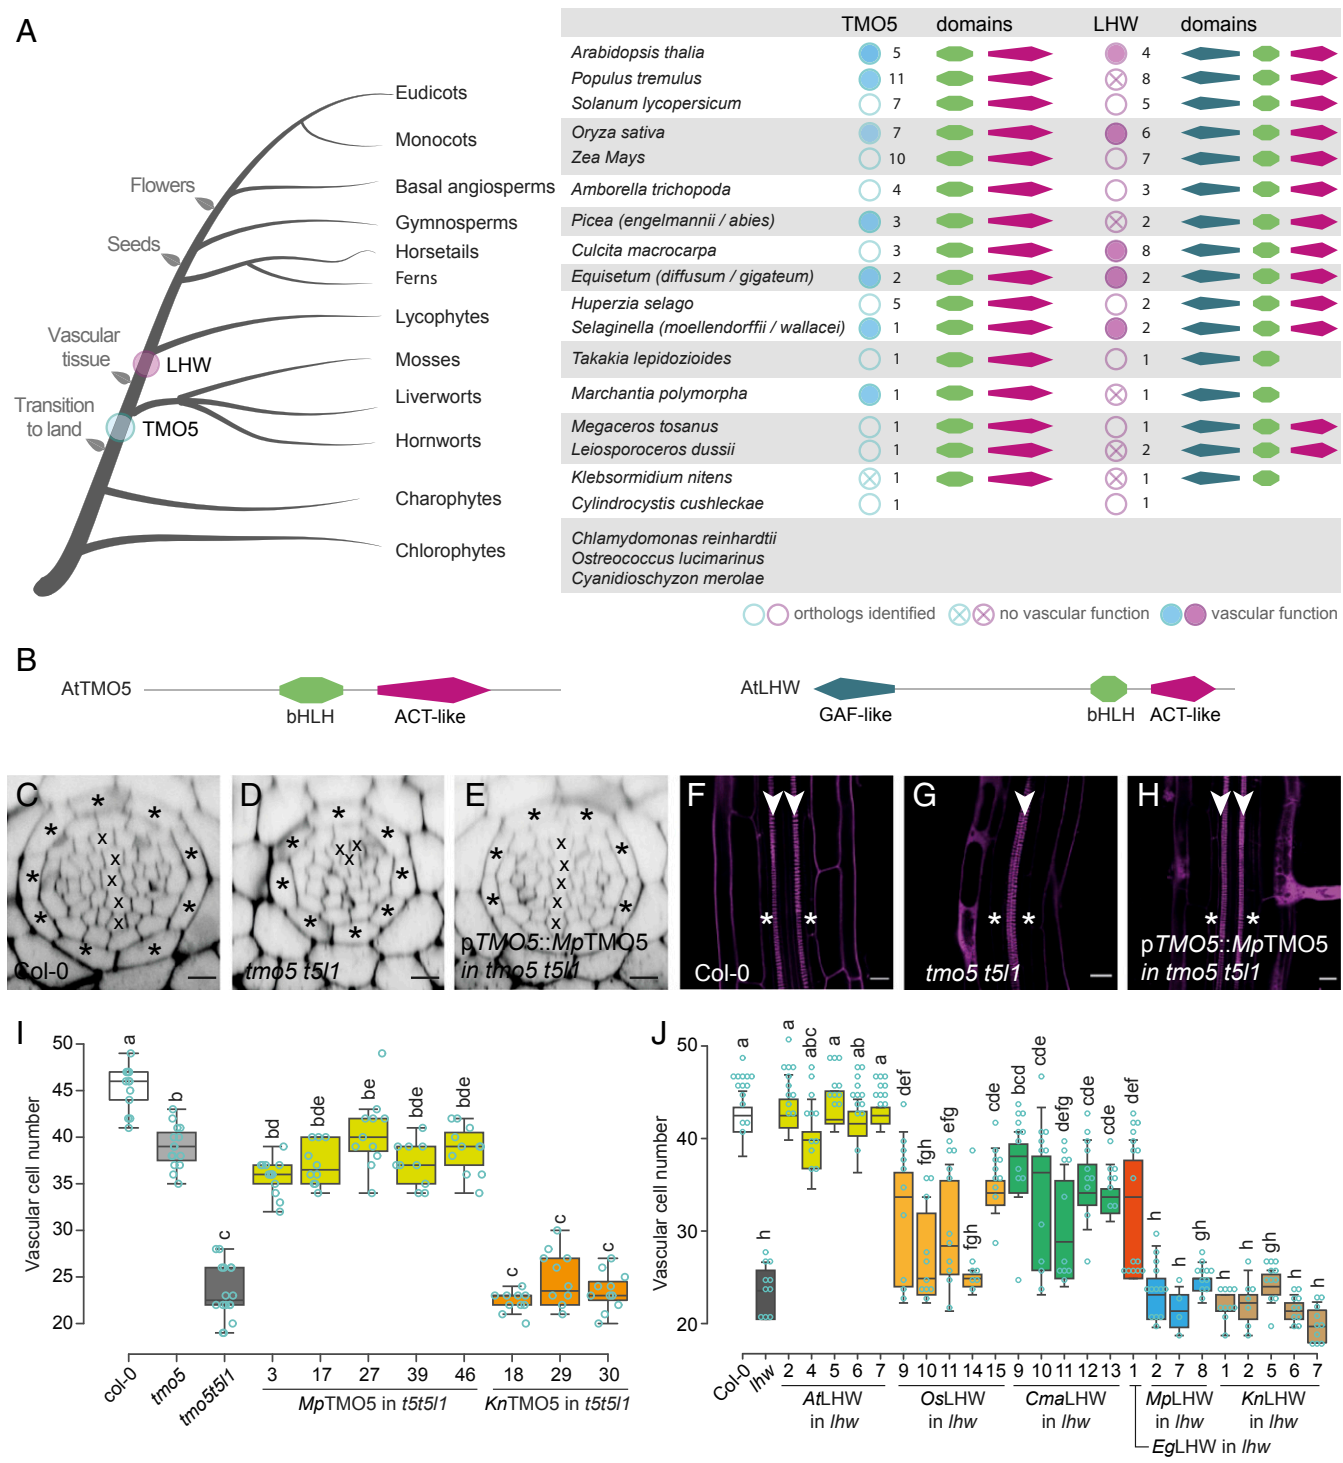 A
TMO5 domains LHW domains
Arabidopsis thalia 5 4
Populus tremulus 11 8
Solanum lycopersicum 7 5
Oryza sativa 7 6
Zea Mays 10 7
Amborella trichopoda 4 3
Picea (engelmannii / abies) 3 2
Culcita macrocarpa 3 8
Equisetum (diffusum / gigateum) 2 2
Huperzia selago 5 2
Selaginella (moellendorffii / wallacei) 1 2
Takakia lepidozioides 1 1
Marchantia polymorpha 1 1
Megaceros tosanus 1 1
Leiosporoceros dussii 1 2
Klebsormidium nitens 1 1
Cylindrocystis cushleckae 1 1
Chlamydomonas reinhardtii
Ostreococcus lucimarinus
Cyanidioschyzon merolae
Eudicots
Monocots
Flowers
Basal angiosperms
Gymnosperms
Seeds
Horsetails
Ferns
Lycophytes
Vascular
tissue
LHW
Mosses
Liverworts
Transition
to land
TMO5
Hornworts
Charophytes
Chlorophytes
orthologs identified no vascular function vascular function
B
AtTMO5 bHLH ACT-like
AtLHW GAF-like bHLH ACT-like
C
* * * * * * * * * *
x x x x x
Col-0
D
* * * * * * * * *
x x x
tmo5 t5l1
E
* * * * * *
x x x x x
pTMO5::MpTMO5
in tmo5 t5l1
F
* *
Col-0
G
* *
tmo5 t5l1
H
* *
pTMO5::MpTMO5
in tmo5 t5l1
I
Vascular cell number
50
45
40
35
30
25
20
a b c bd bde be bde bde c c c
col-0 tmo5 tmo5t5l1 3 17 27 39 46 18 29 30
MpTMO5 in t5t5l1 KnTMO5 in t5t5l1
J
Vascular cell number
50
40
30
20
a h a abc a ab a def fgh efg fgh cde bcd cde defg cde cde def h h gh h h gh h h
Col-0 lhw 2 4 5 6 7 9 10 11 14 15 9 10 11 12 13 1 2 7 8 1 2 5 6 7
AtLHW
in lhw
OsLHW
in lhw
CmaLHW
in lhw
MpLHW
in lhw
KnLHW
in lhw
EgLHW in lhw